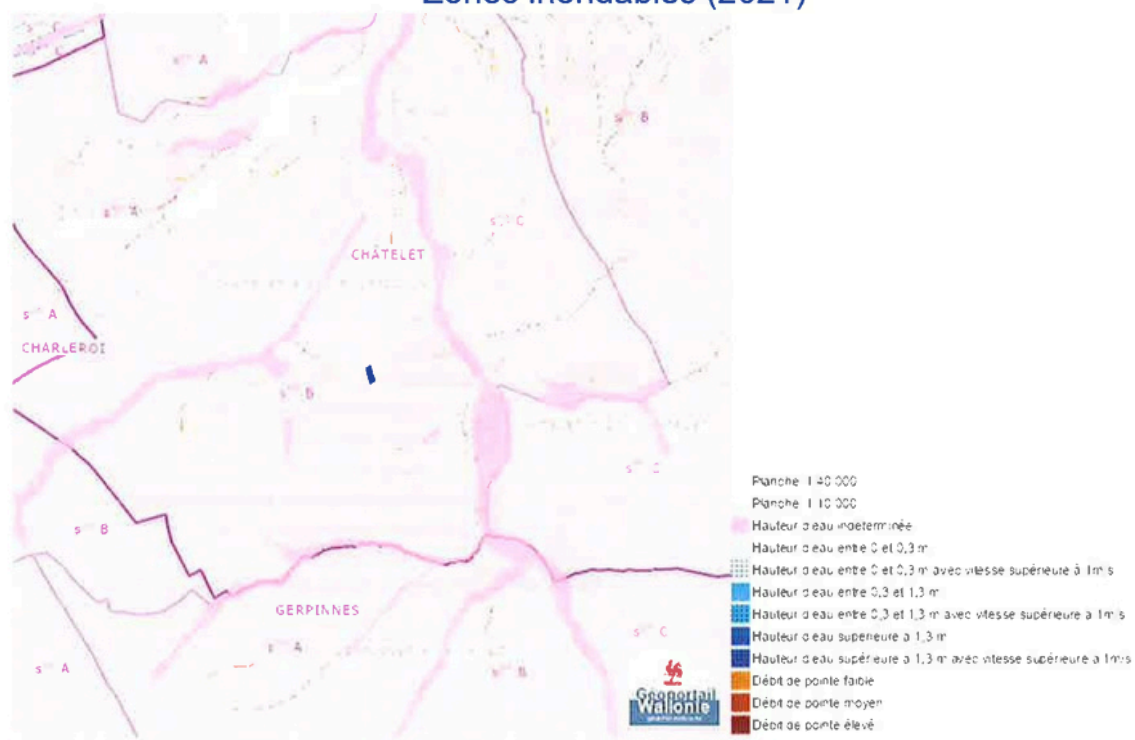 Zones inondables (2021)
s A
s B
s A
s C
CHÂTELET
s A
CHARLEROI
s B
s C
s B
GERPINNES
s C
s A
s A
s B
Géoportail
Wallonie
Planche 1 40 000
Planche 1 10 000
Hauteur d'eau indeterminée
Hauteur d'eau entre 0 et 0,3 m
Hauteur d'eau entre 0 et 0,3 m avec vitesse supérieure à 1m/s
Hauteur d'eau entre 0,3 et 1,3 m
Hauteur d'eau entre 0,3 et 1,3 m avec vitesse supérieure à 1m/s
Hauteur d'eau supérieure à 1,3 m
Hauteur d'eau supérieure à 1,3 m avec vitesse supérieure à 1m/s
Débit de pointe faible
Débit de pointe moyen
Débit de pointe élevé